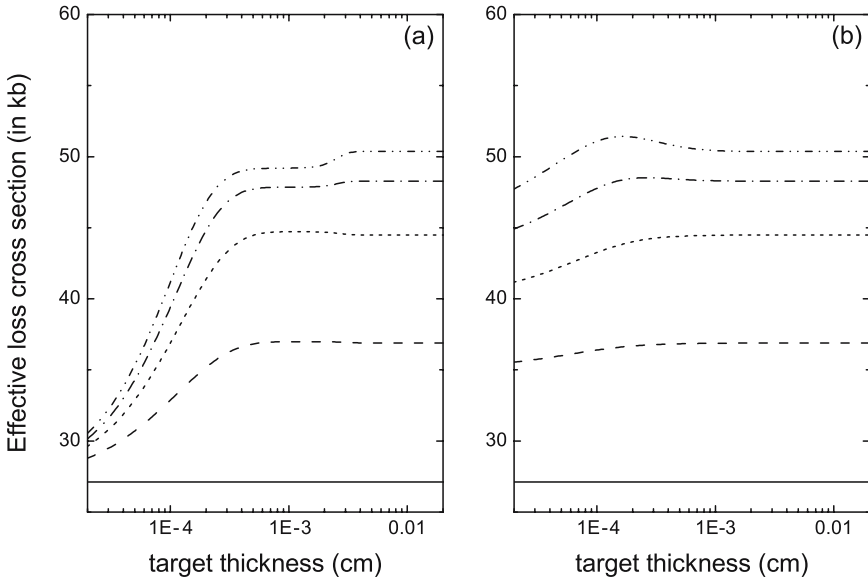 (a)
(b)
Effective loss cross section (in kb)
60
50
40
30
1E-4
1E-3
0.01
target thickness (cm)
60
50
40
30
1E-4
1E-3
0.01
target thickness (cm)